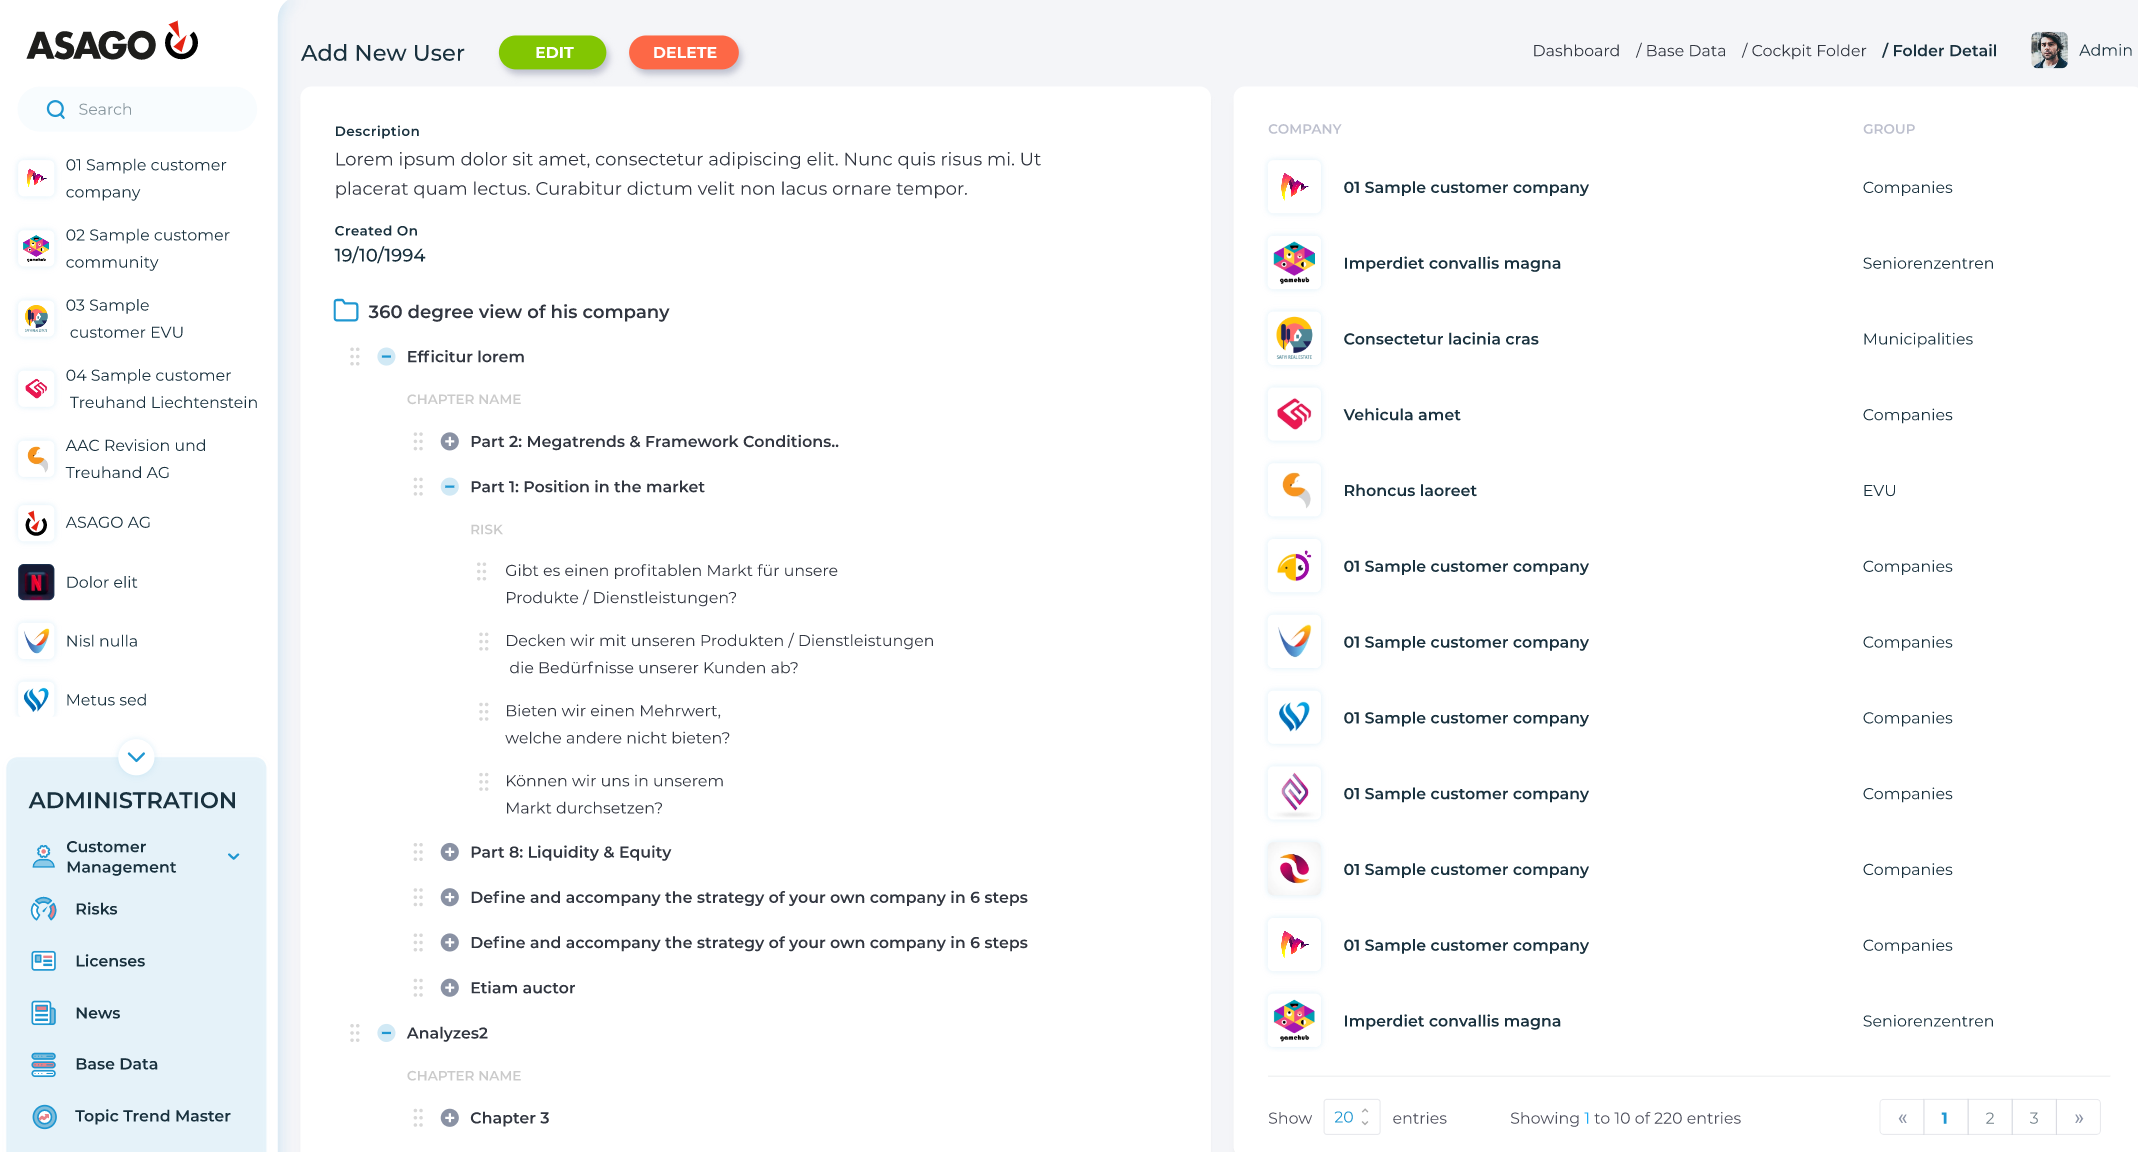 ASAGO
Search
01 Sample customer
company
02 Sample customer
community
gamehub
03 Sample
customer EVU
04 Sample customer
Treuhand Liechtenstein
AAC Revision und
Treuhand AG
ASAGO AG
N
Dolor elit
Nisl nulla
Metus sed
ADMINISTRATION
Customer
Management
Risks
Licenses
News
Base Data
Topic Trend Master
Add New User
EDIT
DELETE
Dashboard / Base Data / Cockpit Folder / Folder Detail
Admin
Description
Lorem ipsum dolor sit amet, consectetur adipiscing elit. Nunc quis risus mi. Ut
placerat quam lectus. Curabitur dictum velit non lacus ornare tempor.
Created On
19/10/1994
360 degree view of his company
Efficitur lorem
CHAPTER NAME
Part 2: Megatrends & Framework Conditions..
Part 1: Position in the market
RISK
Gibt es einen profitablen Markt für unsere
Produkte / Dienstleistungen?
Decken wir mit unseren Produkten / Dienstleistungen
die Bedürfnisse unserer Kunden ab?
Bieten wir einen Mehrwert,
welche andere nicht bieten?
Können wir uns in unserem
Markt durchsetzen?
Part 8: Liquidity & Equity
Define and accompany the strategy of your own company in 6 steps
Define and accompany the strategy of your own company in 6 steps
Etiam auctor
Analyzes2
CHAPTER NAME
Chapter 3
COMPANY GROUP
01 Sample customer company Companies
gamehub Imperdiet convallis magna Seniorenzentren
Consectetur lacinia cras Municipalities
Vehicula amet Companies
Rhoncus laoreet EVU
01 Sample customer company Companies
01 Sample customer company Companies
01 Sample customer company Companies
01 Sample customer company Companies
01 Sample customer company Companies
01 Sample customer company Companies
gamehub Imperdiet convallis magna Seniorenzentren
Show 20 entries Showing 1 to 10 of 220 entries « 1 2 3 »